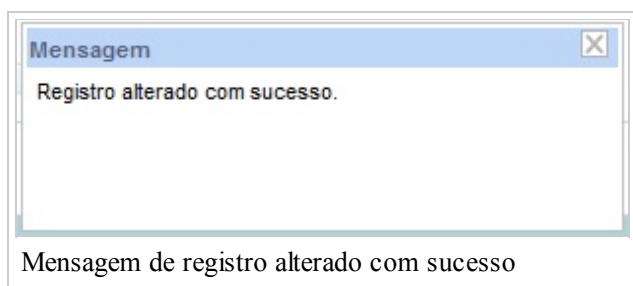 Mensagem
Registro alterado com sucesso.
Mensagem de registro alterado com sucesso